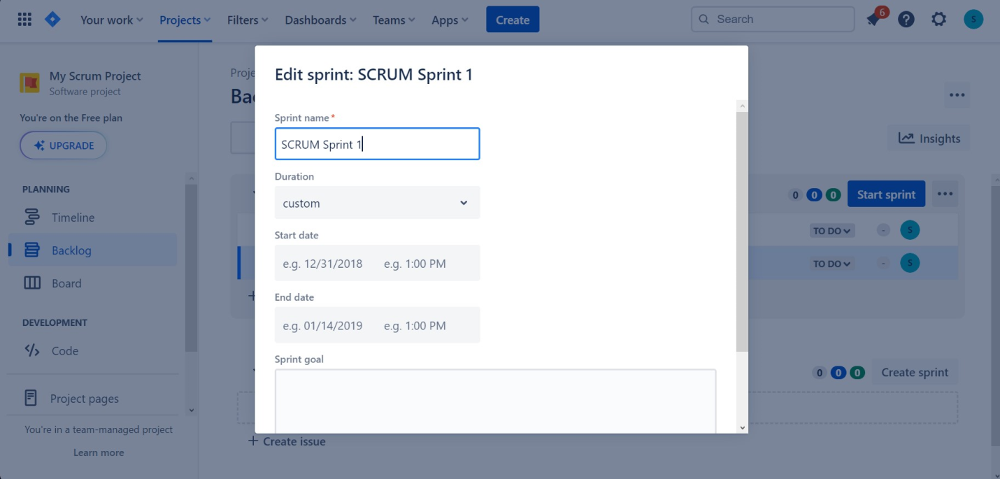 Your work Projects Filters Dashboards Teams Apps Create Search 6 S
My Scrum Project
Software project
You're on the Free plan
UPGRADE
PLANNING
Timeline
Backlog
Board
DEVELOPMENT
Code
Project pages
You're in a team-managed project
Learn more
Proje
Ba
Insights
0 0 0 Start sprint
TO DO - S
TO DO - S
0 0 0 Create sprint
+ Create issue
Edit sprint: SCRUM Sprint 1
Sprint name *
SCRUM Sprint 1
Duration
custom
Start date
e.g. 12/31/2018 e.g. 1:00 PM
End date
e.g. 01/14/2019 e.g. 1:00 PM
Sprint goal